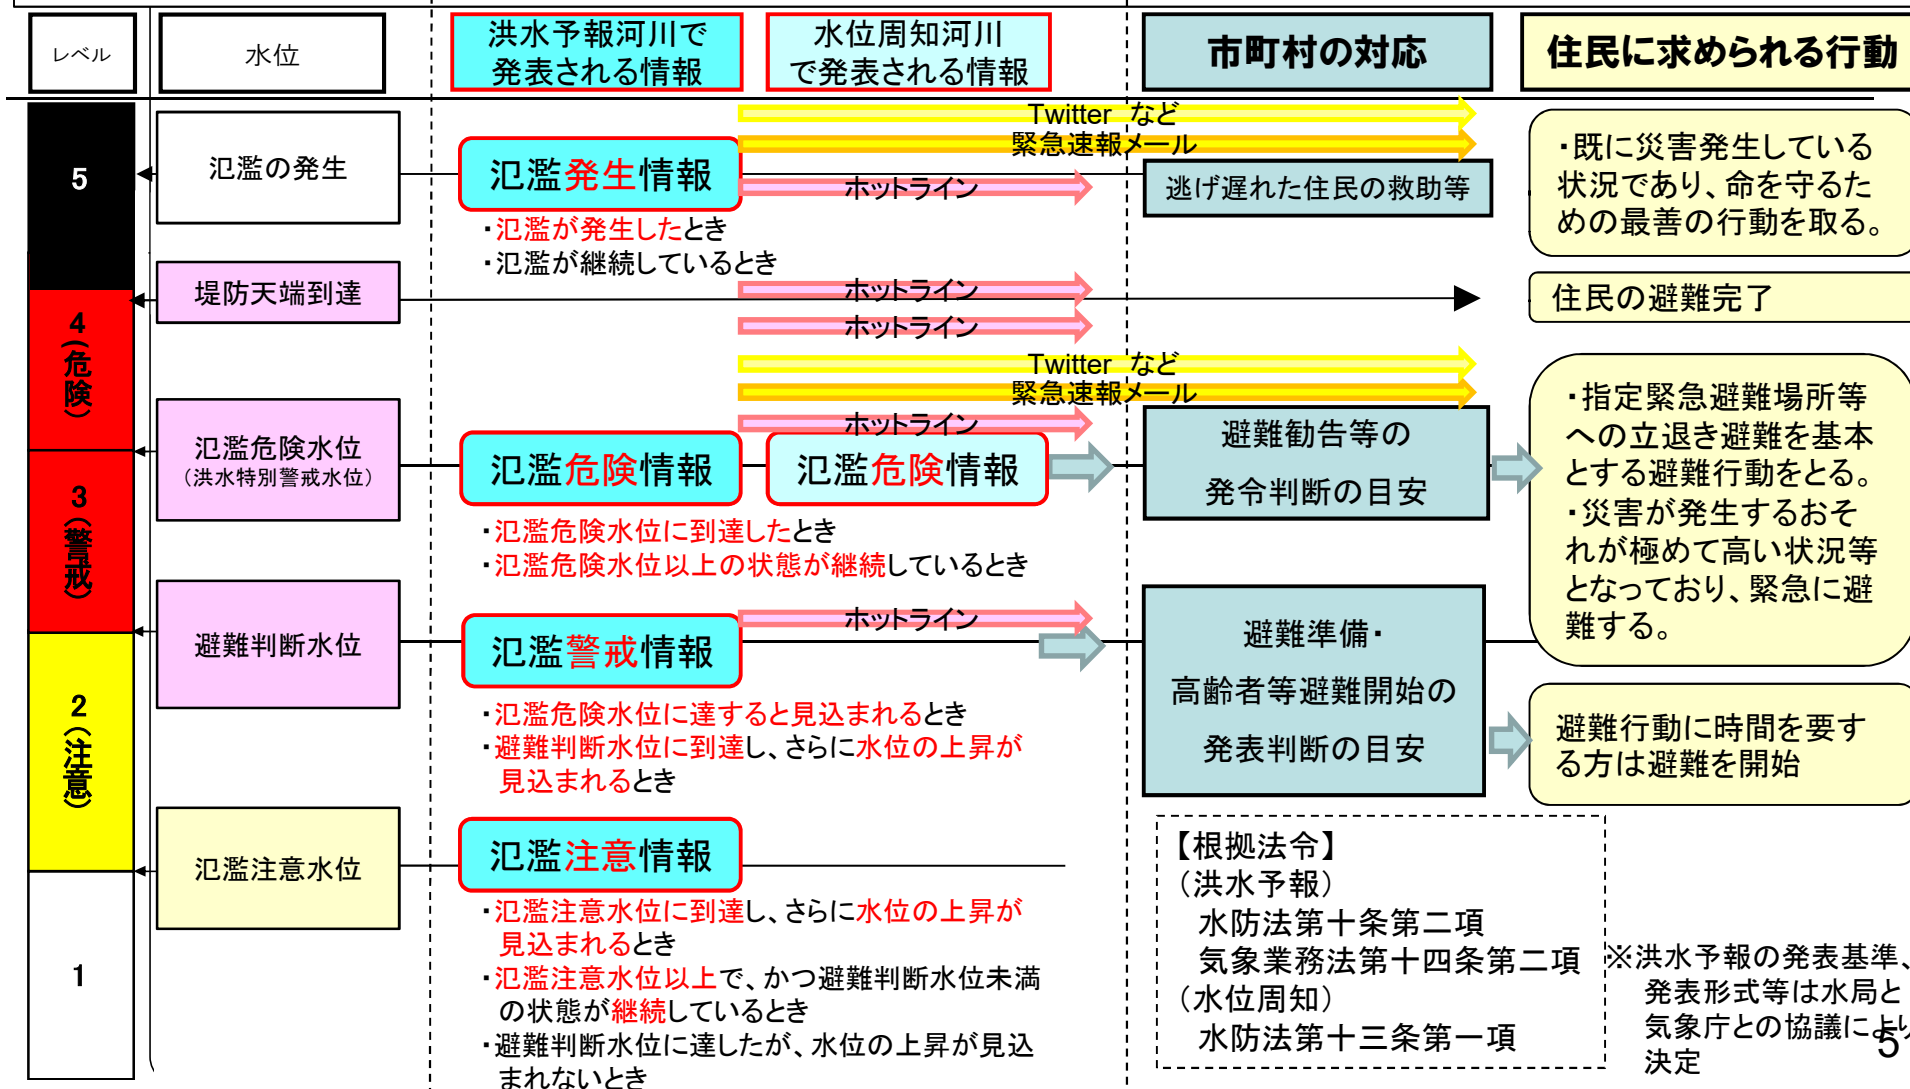 レベル
水位
洪水予報河川で
発表される情報
水位周知河川
で発表される情報
市町村の対応
住民に求められる行動
5
氾濫の発生
氾濫発生情報
Twitter など
緊急速報メール
ホットライン
逃げ遅れた住民の救助等
・既に災害発生している
状況であり、命を守るた
めの最善の行動を取る。
・氾濫が発生したとき
・氾濫が継続しているとき
堤防天端到達
ホットライン
住民の避難完了
4(危険)
ホットライン
Twitter など
緊急速報メール
ホットライン
氾濫危険水位
(洪水特別警戒水位)
氾濫危険情報
氾濫危険情報
避難勧告等の
発令判断の目安
・指定緊急避難場所等
への立退き避難を基本
とする避難行動をとる。
・災害が発生するおそ
れが極めて高い状況等
となっており、緊急に避
難する。
・氾濫危険水位に到達したとき
・氾濫危険水位以上の状態が継続しているとき
3(警戒)
避難判断水位
氾濫警戒情報
ホットライン
避難準備・
高齢者等避難開始の
発表判断の目安
・氾濫危険水位に達すると見込まれるとき
・避難判断水位に到達し、さらに水位の上昇が
見込まれるとき
避難行動に時間を要す
る方は避難を開始
2(注意)
氾濫注意水位
氾濫注意情報
・氾濫注意水位に到達し、さらに水位の上昇が
見込まれるとき
・氾濫注意水位以上で、かつ避難判断水位未満
の状態が継続しているとき
・避難判断水位に達したが、水位の上昇が見込
まれないとき
1
【根拠法令】
(洪水予報)
水防法第十条第二項
気象業務法第十四条第二項
(水位周知)
水防法第十三条第一項
※洪水予報の発表基準、
発表形式等は水局と
気象庁との協議により
決定
5